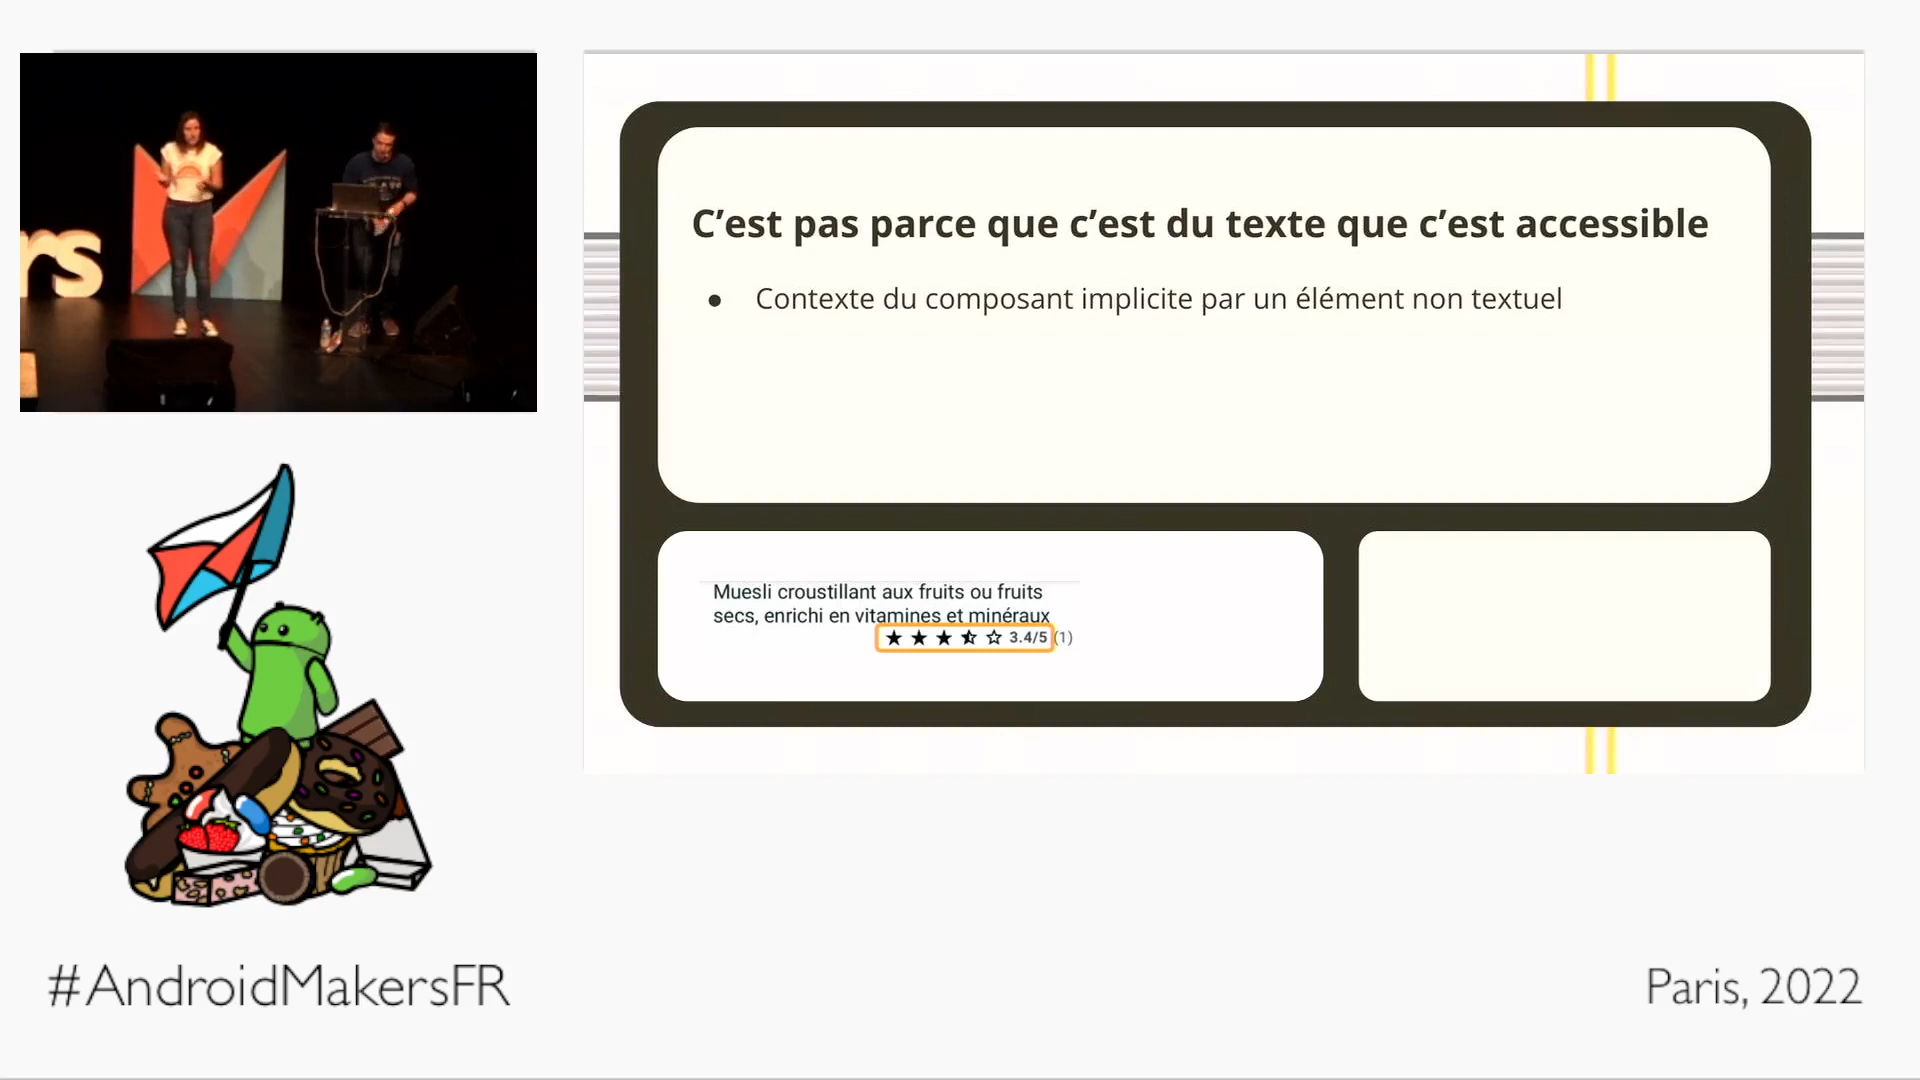 rs
C’est pas parce que c’est du texte que c’est accessible
● Contexte du composant implicite par un élément non textuel
Muesli croustillant aux fruits ou fruits
secs, enrichi en vitamines et minéraux
3.4/5 (1)
#AndroidMakersFR
Paris, 2022